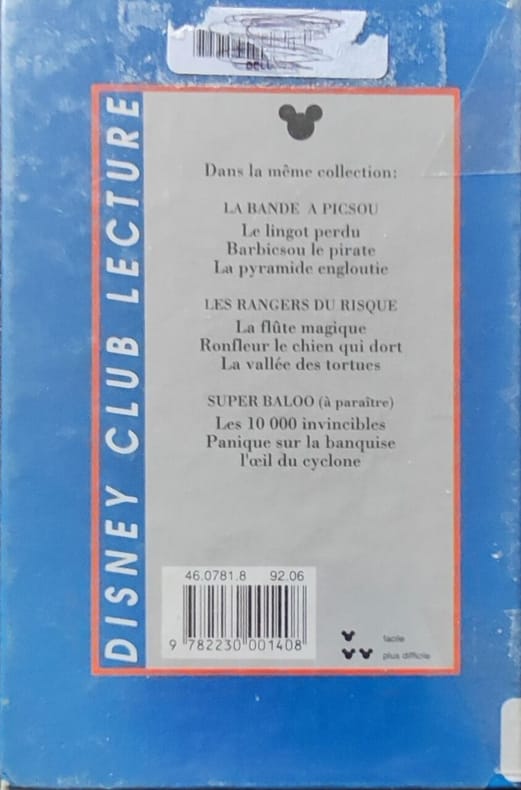 DISNEY CLUB LECTURE
Dans la même collection:
LA BANDE A PICSOU
Le lingot perdu
Barbicsou le pirate
La pyramide engloutie
LES RANGERS DU RISQUE
La flûte magique
Ronfleur le chien qui dort
La vallée des tortues
SUPER BALOO (à paraître)
Les 10 000 invincibles
Panique sur la banquise
l'œil du cyclone
46.0781.8 92.06
9 782230 001408
facile
plus difficile